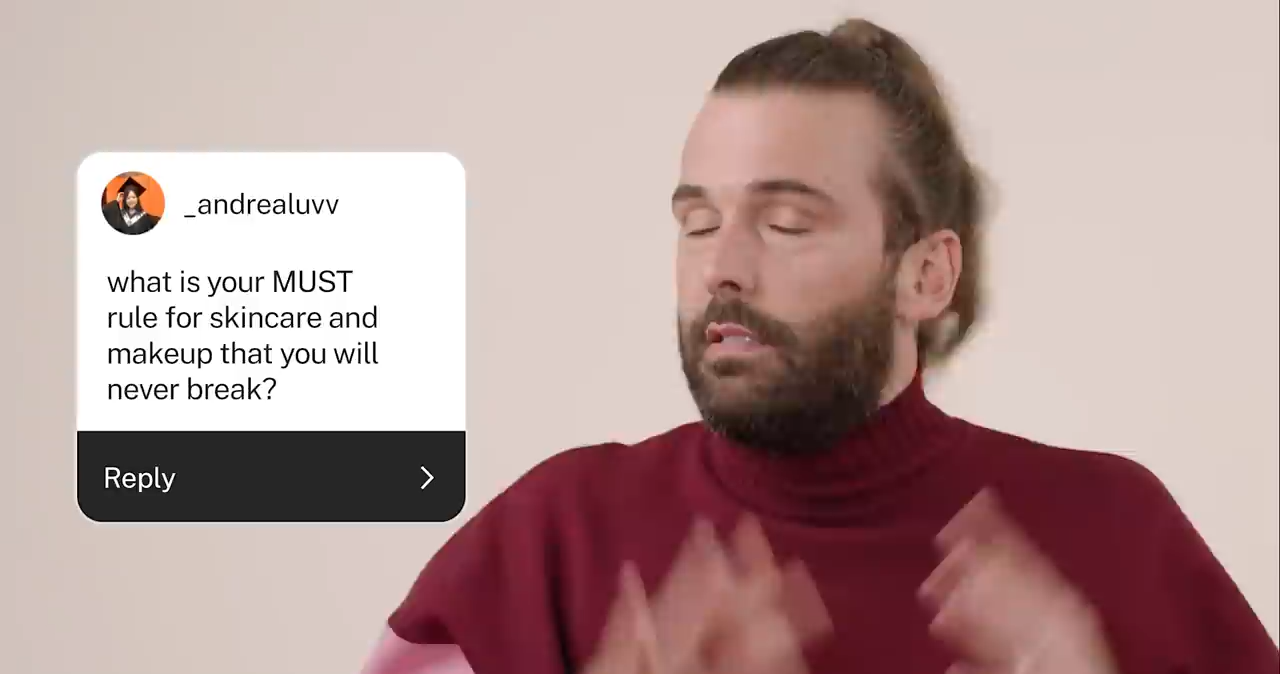 _andrealuvv
what is your MUST
rule for skincare and
makeup that you will
never break?
Reply